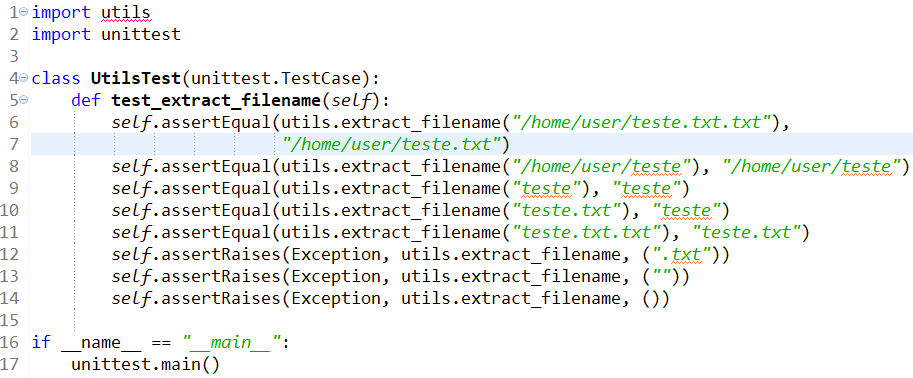 1 import utils
2 import unittest
3
4 class UtilsTest(unittest.TestCase):
5     def test_extract_filename(self):
6         self.assertEqual(utils.extract_filename("/home/user/teste.txt.txt"),
7                          "/home/user/teste.txt")
8         self.assertEqual(utils.extract_filename("/home/user/teste"), "/home/user/teste")
9         self.assertEqual(utils.extract_filename("teste"), "teste")
10         self.assertEqual(utils.extract_filename("teste.txt"), "teste")
11         self.assertEqual(utils.extract_filename("teste.txt.txt"), "teste.txt")
12         self.assertRaises(Exception, utils.extract_filename, (".txt"))
13         self.assertRaises(Exception, utils.extract_filename, (""))
14         self.assertRaises(Exception, utils.extract_filename, ())
15
16 if __name__ == "__main__":
17     unittest.main()